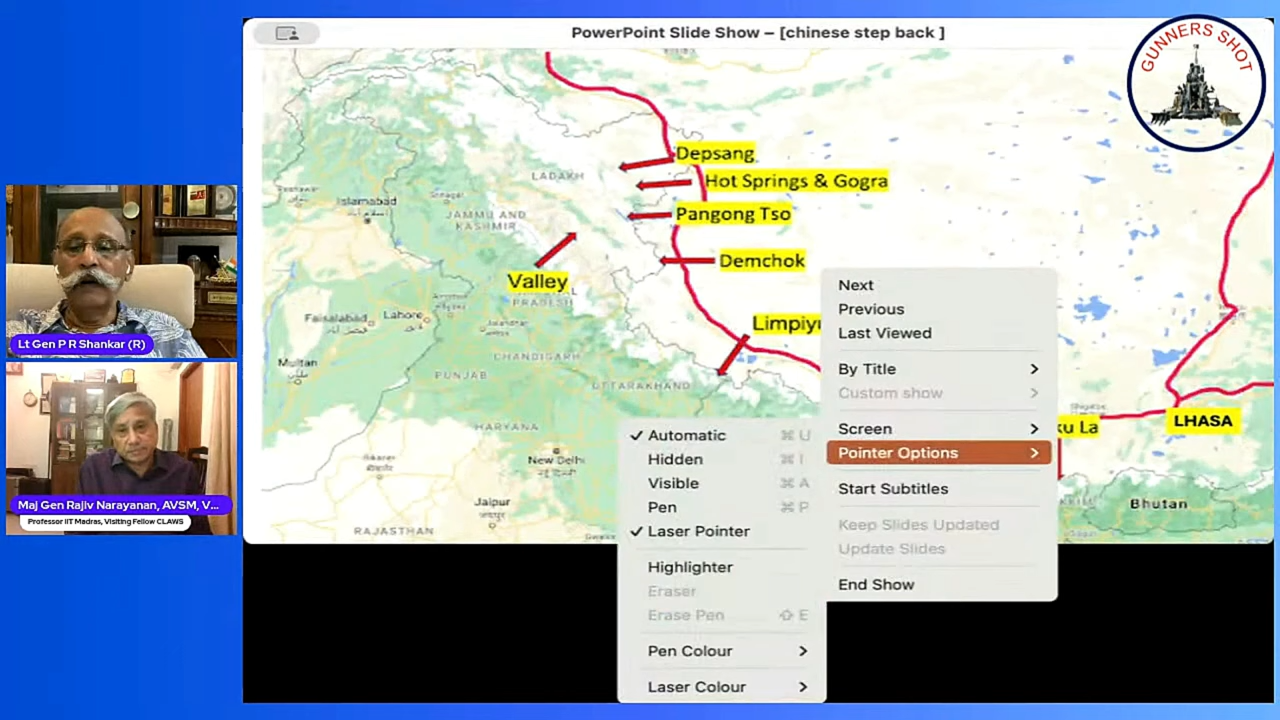 PowerPoint Slide Show – [chinese step back ]
GUNNERS SHOT
Depsang
LADAKH
Hot Springs & Gogra
Islamabad
Srinagar
JAMMU AND
KASHMIR
Pangong Tso
Demchok
Valley
PRADESH
Faisalabad
Lahore
Limpiyu
Multan
CHANDIGARH
PUNJAB
UTTARAKHAND
HARYANA
New Delhi
नई दिल्ली
Jaipur
RAJASTHAN
ku La
LHASA
Bhutan
Next
Previous
Last Viewed
By Title
Custom show
Screen
Pointer Options
Start Subtitles
Keep Slides Updated
Update Slides
End Show
✓ Automatic ⌘ U
Hidden ⌘ I
Visible ⌘ A
Pen ⌘ P
✓ Laser Pointer
Highlighter
Eraser
Erase Pen ⇧ E
Pen Colour
Laser Colour
Lt Gen P R Shankar (R)
Maj Gen Rajiv Narayanan, AVSM, V...
Professor IIT Madras, Visiting Fellow CLAWS